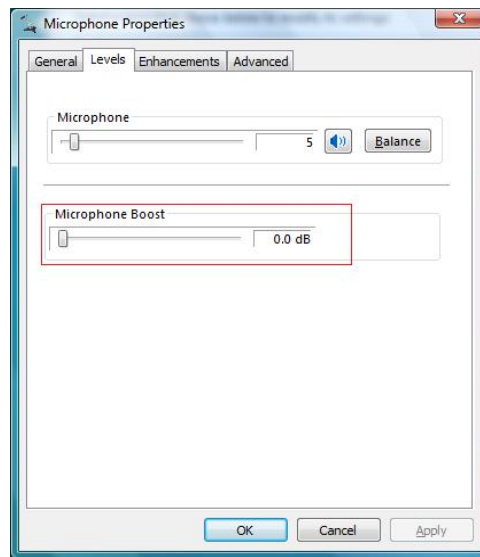 Microphone Properties
General Levels Enhancements Advanced
Microphone
5 Balance
Microphone Boost
0.0 dB
OK Cancel Apply